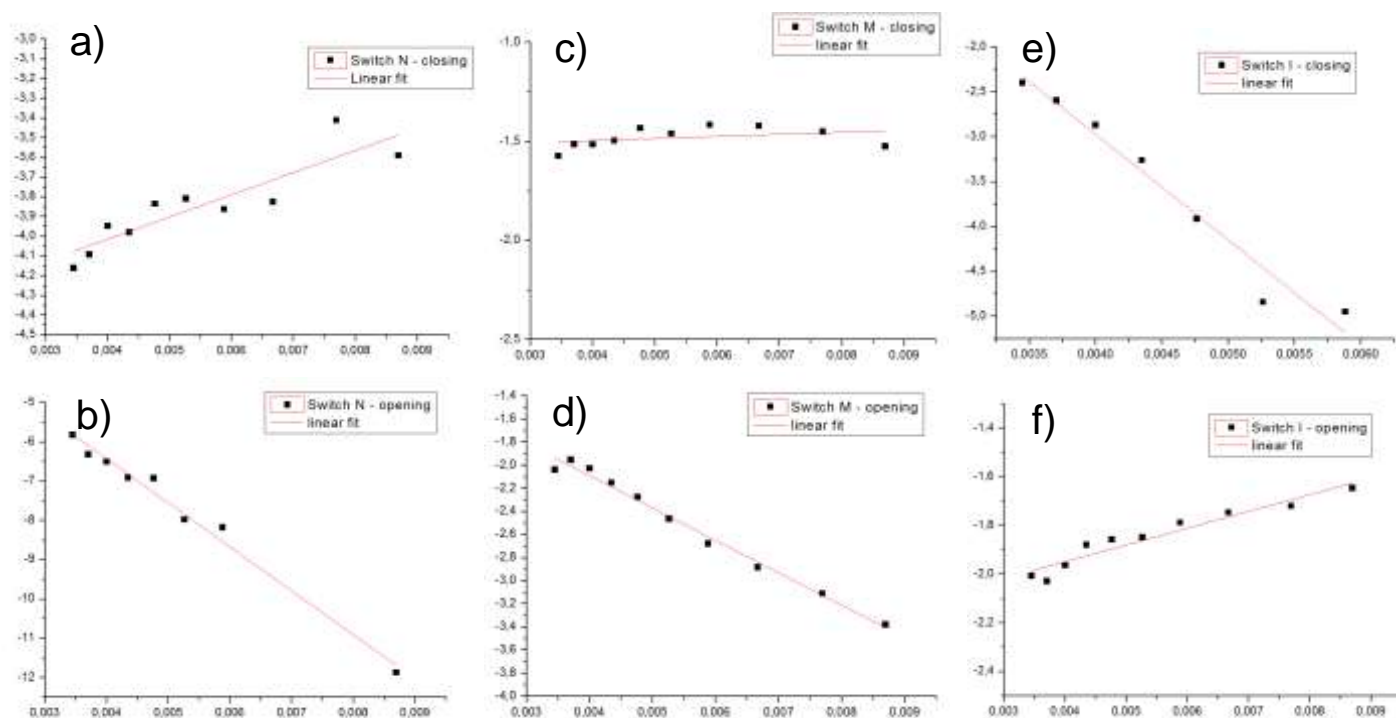 a)
Switch N - closing
Linear fit
-3,0
-3,1
-3,2
-3,3
-3,4
-3,5
-3,6
-3,7
-3,8
-3,9
-4,0
-4,1
-4,2
-4,3
-4,4
-4,5
0,003 0,004 0,005 0,006 0,007 0,008 0,009
c)
Switch M - closing
linear fit
-1,0
-1,5
-2,0
-2,5
0,003 0,004 0,005 0,006 0,007 0,008 0,009
e)
Switch I - closing
linear fit
-2,0
-2,5
-3,0
-3,5
-4,0
-4,5
-5,0
0,0035 0,0040 0,0045 0,0050 0,0055 0,0060
b)
Switch N - opening
linear fit
-5
-6
-7
-8
-9
-10
-11
-12
0,003 0,004 0,005 0,006 0,007 0,008 0,009
d)
Switch M - opening
linear fit
-1,4
-1,6
-1,8
-2,0
-2,2
-2,4
-2,6
-2,8
-3,0
-3,2
-3,4
-3,6
-3,8
-4,0
0,003 0,004 0,005 0,006 0,007 0,008 0,009
f)
Switch I - opening
linear fit
-1,4
-1,6
-1,8
-2,0
-2,2
-2,4
0,003 0,004 0,005 0,006 0,007 0,008 0,009